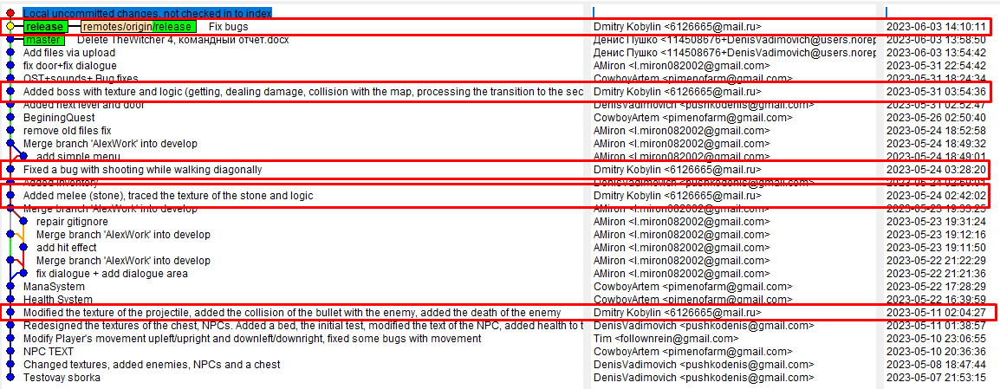 Local uncommitted changes, not checked in to index
release remotes/origin/release Fix bugs Dmitry Kobylin <6126665@mail.ru> 2023-06-03 14:10:11
master Delete TheWitcher 4, командный отчет.docx Денис Пушко <114508676+DenisVadimovich@users.norep 2023-06-03 13:58:50
Add files via upload Денис Пушко <114508676+DenisVadimovich@users.norep 2023-06-03 13:54:42
fix door+fix dialogue AMiron <l.miron082002@gmail.com> 2023-05-31 22:54:42
OST+sounds+ Bug fixes CowboyArtem <pimenofarm@gmail.com> 2023-05-31 18:24:34
Added boss with texture and logic (getting, dealing damage, collision with the map, processing the transition to the sec Dmitry Kobylin <6126665@mail.ru> 2023-05-31 03:54:36
Added next level and door DenisVadimovich <pushkodenis@gmail.com> 2023-05-31 02:52:47
BeginingQuest CowboyArtem <pimenofarm@gmail.com> 2023-05-26 02:50:40
remove old files fix AMiron <l.miron082002@gmail.com> 2023-05-24 18:52:58
Merge branch 'AlexWork' into develop AMiron <l.miron082002@gmail.com> 2023-05-24 18:49:32
add simple menu AMiron <l.miron082002@gmail.com> 2023-05-24 18:49:01
Fixed a bug with shooting while walking diagonally Dmitry Kobylin <6126665@mail.ru> 2023-05-24 03:28:20
Added inventory DenisVadimovich <pushkodenis@gmail.com>
Added melee (stone), traced the texture of the stone and logic Dmitry Kobylin <6126665@mail.ru> 2023-05-24 02:42:02
Merge branch 'AlexWork' into develop AMiron <l.miron082002@gmail.com> 2023-05-23 19:33:25
repair gitignore AMiron <l.miron082002@gmail.com> 2023-05-23 19:31:24
Merge branch 'AlexWork' into develop AMiron <l.miron082002@gmail.com> 2023-05-23 19:12:16
add hit effect AMiron <l.miron082002@gmail.com> 2023-05-23 19:11:50
Merge branch 'AlexWork' into develop AMiron <l.miron082002@gmail.com> 2023-05-22 21:22:29
fix dialogue + add dialogue area AMiron <l.miron082002@gmail.com> 2023-05-22 21:21:36
ManaSystem CowboyArtem <pimenofarm@gmail.com> 2023-05-22 17:28:29
Health System CowboyArtem <pimenofarm@gmail.com> 2023-05-22 16:39:59
Modified the texture of the projectile, added the collision of the bullet with the enemy, added the death of the enemy Dmitry Kobylin <6126665@mail.ru> 2023-05-11 02:04:27
Redesigned the textures of the chest, NPCs. Added a bed, the initial test, modified the text of the NPC, added health to t DenisVadimovich <pushkodenis@gmail.com> 2023-05-11 01:38:57
Modify Player's movement upleft/upright and downleft/downright, fixed some bugs with movement Tim <follownrein@gmail.com> 2023-05-10 23:06:55
NPC TEXT CowboyArtem <pimenofarm@gmail.com> 2023-05-10 20:36:36
Changed textures, added enemies, NPCs and a chest DenisVadimovich <pushkodenis@gmail.com> 2023-05-08 18:47:44
Testovay sborka DenisVadimovich <pushkodenis@gmail.com> 2023-05-07 21:53:15